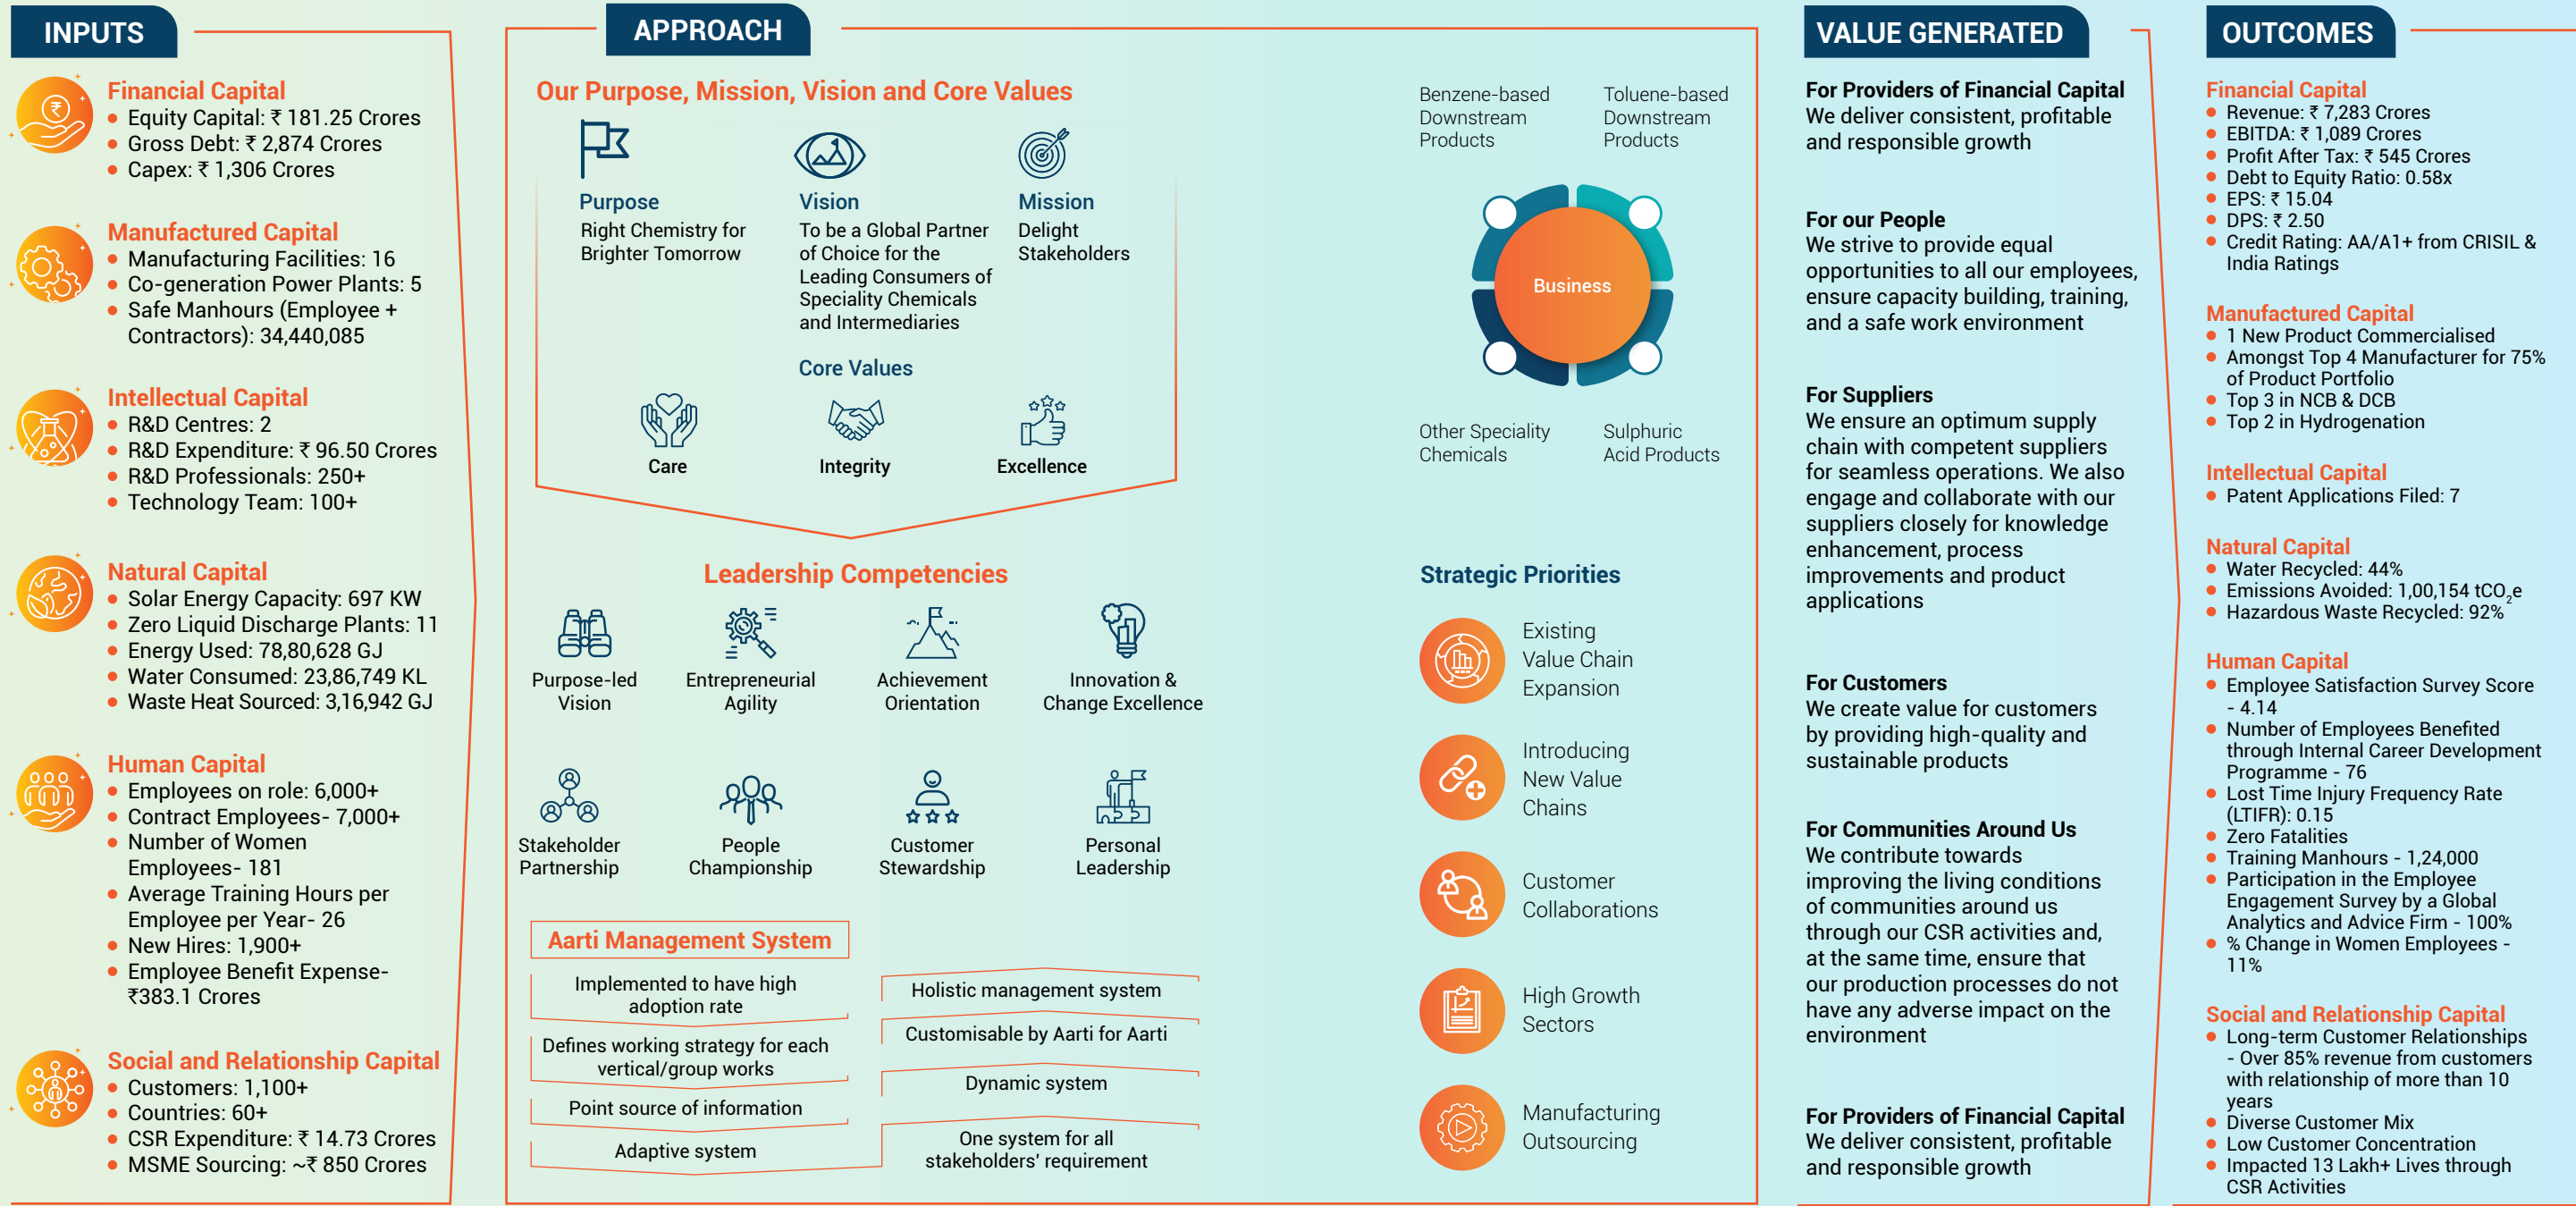 INPUTS
Financial Capital
• Equity Capital: ₹ 181.25 Crores
• Gross Debt: ₹ 2,874 Crores
• Capex: ₹ 1,306 Crores
Manufactured Capital
• Manufacturing Facilities: 16
• Co-generation Power Plants: 5
• Safe Manhours (Employee +
Contractors): 34,440,085
Intellectual Capital
• R&D Centres: 2
• R&D Expenditure: ₹ 96.50 Crores
• R&D Professionals: 250+
• Technology Team: 100+
Natural Capital
• Solar Energy Capacity: 697 KW
• Zero Liquid Discharge Plants: 11
• Energy Used: 78,80,628 GJ
• Water Consumed: 23,86,749 KL
• Waste Heat Sourced: 3,16,942 GJ
Human Capital
• Employees on role: 6,000+
• Contract Employees- 7,000+
• Number of Women
Employees- 181
• Average Training Hours per
Employee per Year- 26
• New Hires: 1,900+
• Employee Benefit Expense-
₹383.1 Crores
Social and Relationship Capital
• Customers: 1,100+
• Countries: 60+
• CSR Expenditure: ₹ 14.73 Crores
• MSME Sourcing: ~₹ 850 Crores
APPROACH
Our Purpose, Mission, Vision and Core Values
Purpose
Right Chemistry for
Brighter Tomorrow
Vision
To be a Global Partner
of Choice for the
Leading Consumers of
Speciality Chemicals
and Intermediaries
Mission
Delight
Stakeholders
Core Values
Care
Integrity
Excellence
Leadership Competencies
Purpose-led
Vision
Entrepreneurial
Agility
Achievement
Orientation
Innovation &
Change Excellence
Stakeholder
Partnership
People
Championship
Customer
Stewardship
Personal
Leadership
Aarti Management System
Implemented to have high
adoption rate
Defines working strategy for each
vertical/group works
Point source of information
Adaptive system
Holistic management system
Customisable by Aarti for Aarti
Dynamic system
One system for all
stakeholders' requirement
Benzene-based
Downstream
Products
Toluene-based
Downstream
Products
Business
Other Speciality
Chemicals
Sulphuric
Acid Products
Strategic Priorities
Existing
Value Chain
Expansion
Introducing
New Value
Chains
Customer
Collaborations
High Growth
Sectors
Manufacturing
Outsourcing
VALUE GENERATED
For Providers of Financial Capital
We deliver consistent, profitable
and responsible growth
For our People
We strive to provide equal
opportunities to all our employees,
ensure capacity building, training,
and a safe work environment
For Suppliers
We ensure an optimum supply
chain with competent suppliers
for seamless operations. We also
engage and collaborate with our
suppliers closely for knowledge
enhancement, process
improvements and product
applications
For Customers
We create value for customers
by providing high-quality and
sustainable products
For Communities Around Us
We contribute towards
improving the living conditions
of communities around us
through our CSR activities and,
at the same time, ensure that
our production processes do not
have any adverse impact on the
environment
For Providers of Financial Capital
We deliver consistent, profitable
and responsible growth
OUTCOMES
Financial Capital
• Revenue: ₹ 7,283 Crores
• EBITDA: ₹ 1,089 Crores
• Profit After Tax: ₹ 545 Crores
• Debt to Equity Ratio: 0.58x
• EPS: ₹ 15.04
• DPS: ₹ 2.50
• Credit Rating: AA/A1+ from CRISIL &
India Ratings
Manufactured Capital
• 1 New Product Commercialised
• Amongst Top 4 Manufacturer for 75%
of Product Portfolio
• Top 3 in NCB & DCB
• Top 2 in Hydrogenation
Intellectual Capital
• Patent Applications Filed: 7
Natural Capital
• Water Recycled: 44%
• Emissions Avoided: 1,00,154 tCO₂e
• Hazardous Waste Recycled: 92%
Human Capital
• Employee Satisfaction Survey Score
- 4.14
• Number of Employees Benefited
through Internal Career Development
Programme - 76
• Lost Time Injury Frequency Rate
(LTIFR): 0.15
• Zero Fatalities
• Training Manhours - 1,24,000
• Participation in the Employee
Engagement Survey by a Global
Analytics and Advice Firm - 100%
• % Change in Women Employees -
11%
Social and Relationship Capital
• Long-term Customer Relationships
- Over 85% revenue from customers
with relationship of more than 10
years
• Diverse Customer Mix
• Low Customer Concentration
• Impacted 13 Lakh+ Lives through
CSR Activities